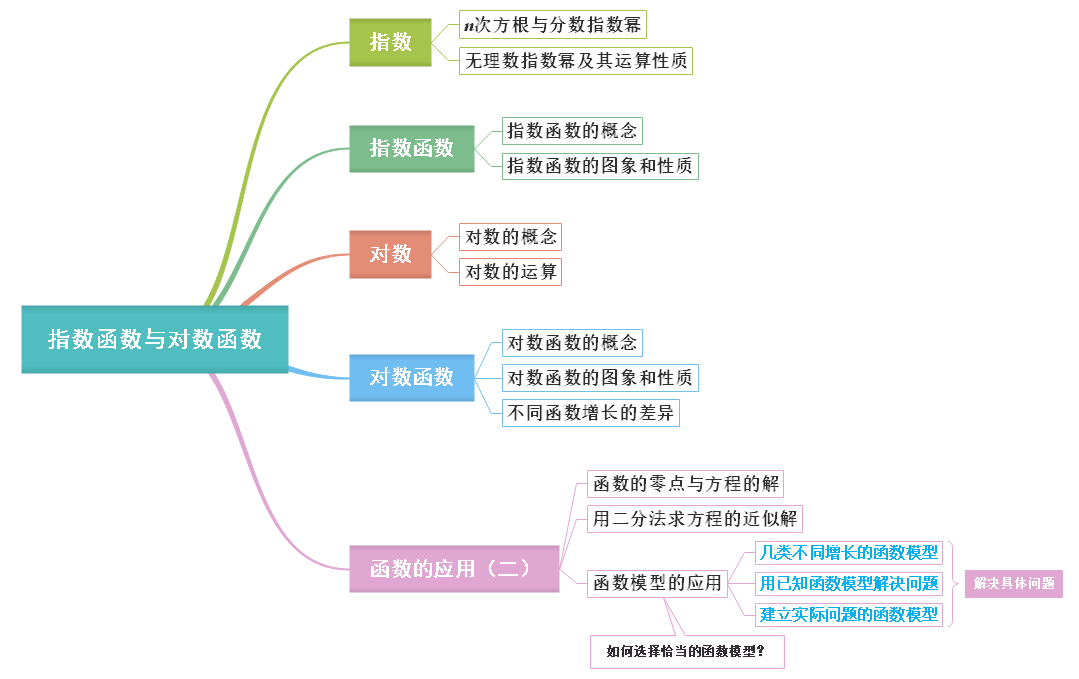 指数函数与对数函数
指数
n次方根与分数指数幂
无理数指数幂及其运算性质
指数函数
指数函数的概念
指数函数的图象和性质
对数
对数的概念
对数的运算
对数函数
对数函数的概念
对数函数的图象和性质
不同函数增长的差异
函数的应用（二）
函数的零点与方程的解
用二分法求方程的近似解
函数模型的应用
几类不同增长的函数模型
用已知函数模型解决问题
建立实际问题的函数模型
解决具体问题
如何选择恰当的函数模型？